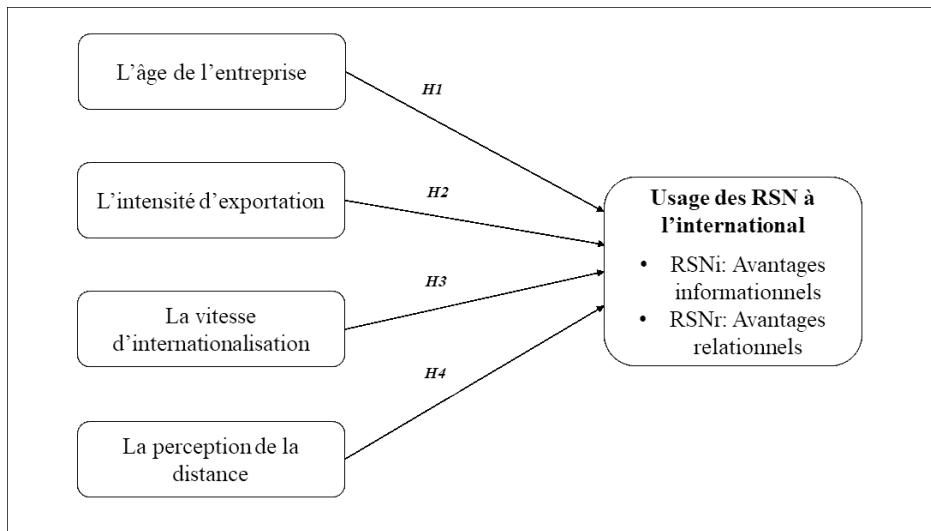 L'âge de l'entreprise
H1
L'intensité d'exportation
H2
La vitesse
d'internationalisation
H3
La perception de la
distance
H4
Usage des RSN à
l'international
• RSNi: Avantages
informationnels
• RSNr: Avantages
relationnels